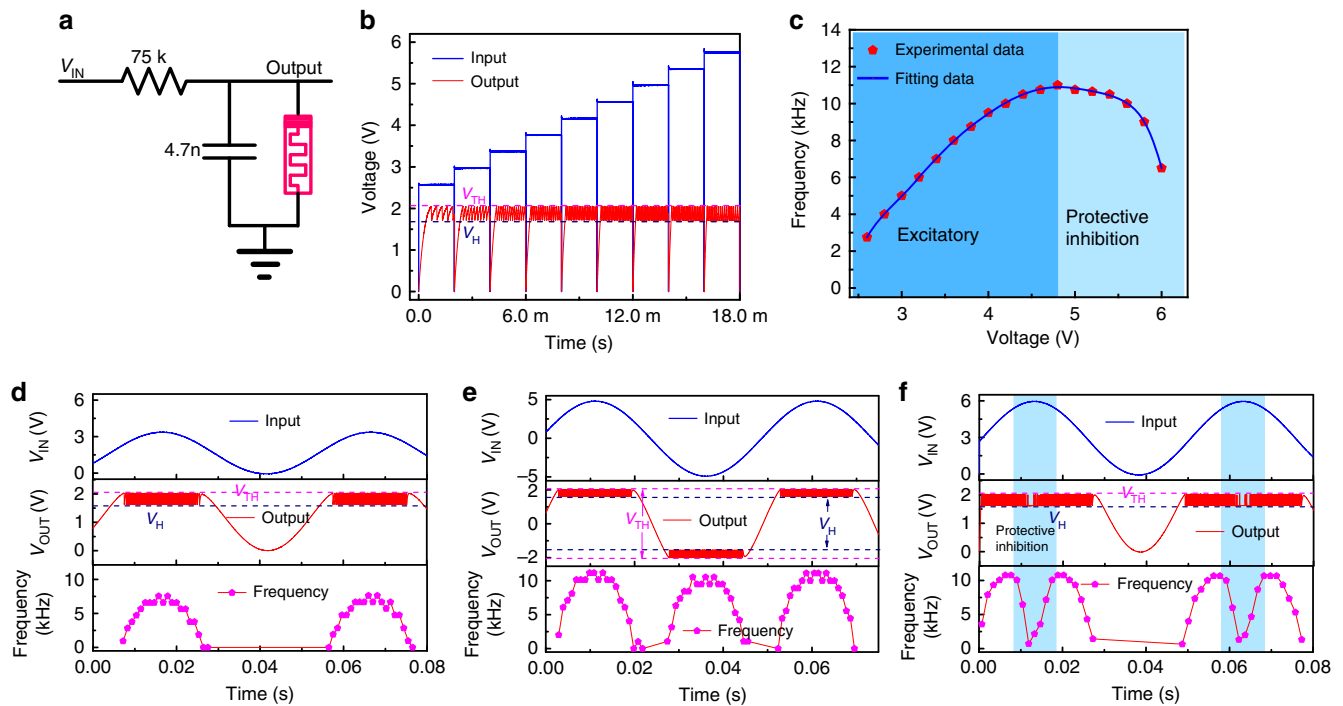 a
V_IN
75 k
Output
4.7n
b
Input
Output
V_TH
V_H
Voltage (V)
6
5
4
3
2
1
0
0.0
6.0 m
12.0 m
18.0 m
Time (s)
c
Experimental data
Fitting data
Excitatory
Protective
inhibition
Frequency (kHz)
14
12
10
8
6
4
2
0
3
4
5
6
Voltage (V)
d
Input
V_IN (V)
6
3
0
V_TH
V_H
Output
V_OUT (V)
2
1
0
Frequency
Frequency
(kHz)
10
5
0
0.00
0.02
0.04
0.06
0.08
Time (s)
e
Input
V_IN (V)
5
0
−5
V_TH
Output
V_H
V_OUT (V)
2
0
−2
Frequency
Frequency
(kHz)
10
5
0
0.00
0.02
0.04
0.06
Time (s)
f
Input
V_IN (V)
6
3
0
V_TH
V_H
Protective
inhibition
Output
V_OUT (V)
2
1
0
Frequency
Frequency
(kHz)
10
5
0
0.00
0.02
0.04
0.06
0.08
Time (s)